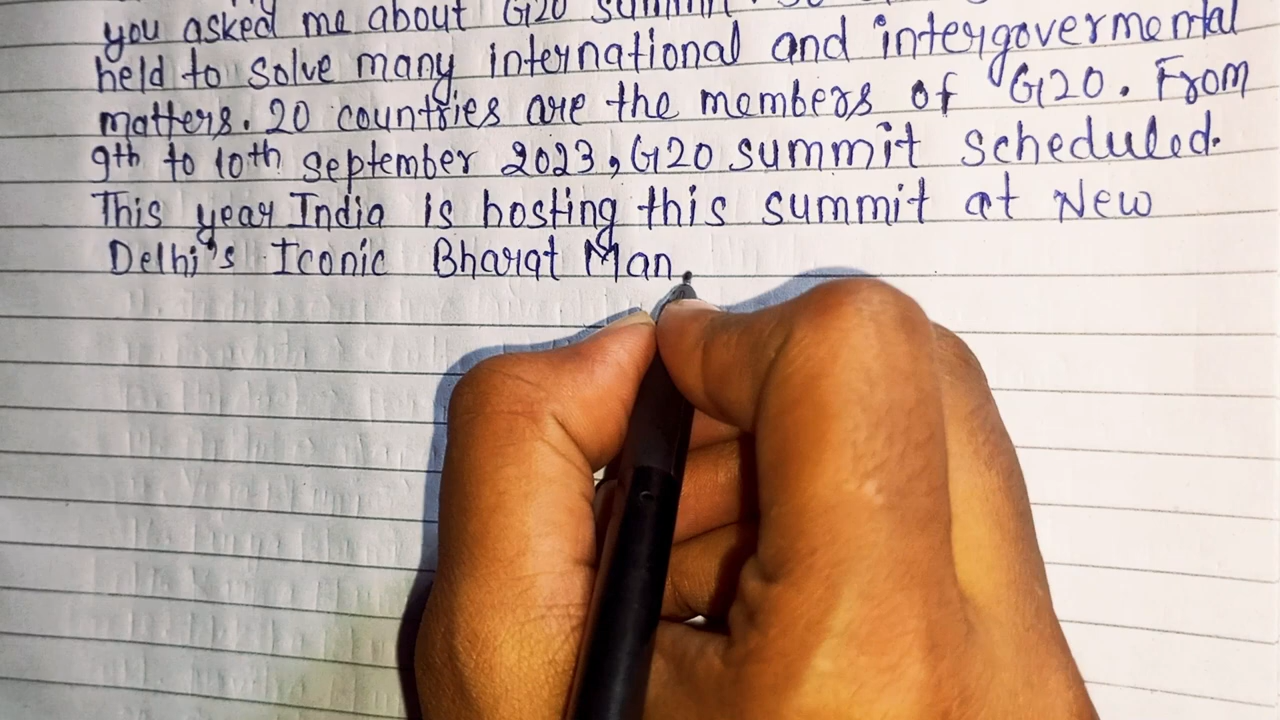 you asked me about G20 summit.
held to solve many international and intergovermental
matters. 20 countries are the members of G20. From
9th to 10th September 2023, G20 summit scheduled.
This year India is hosting this summit at New
Delhi's Iconic Bharat Man